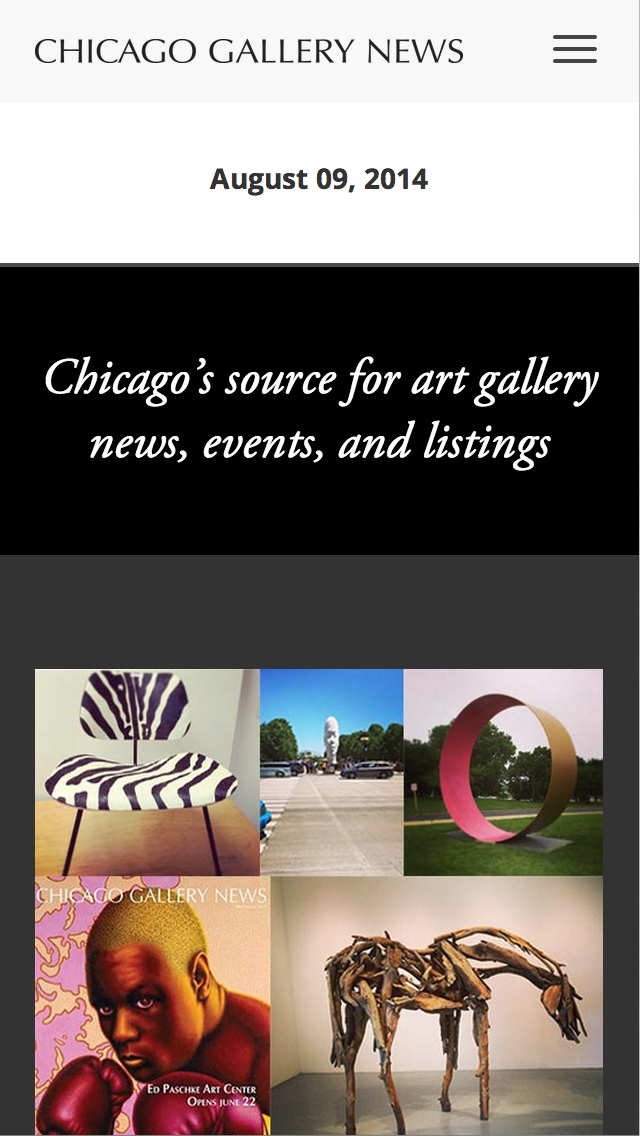 CHICAGO GALLERY NEWS
August 09, 2014
Chicago’s source for art gallery
news, events, and listings
CHICAGO GALLERY NEWS
ED PASCHKE ART CENTER
OPENS JUNE 22